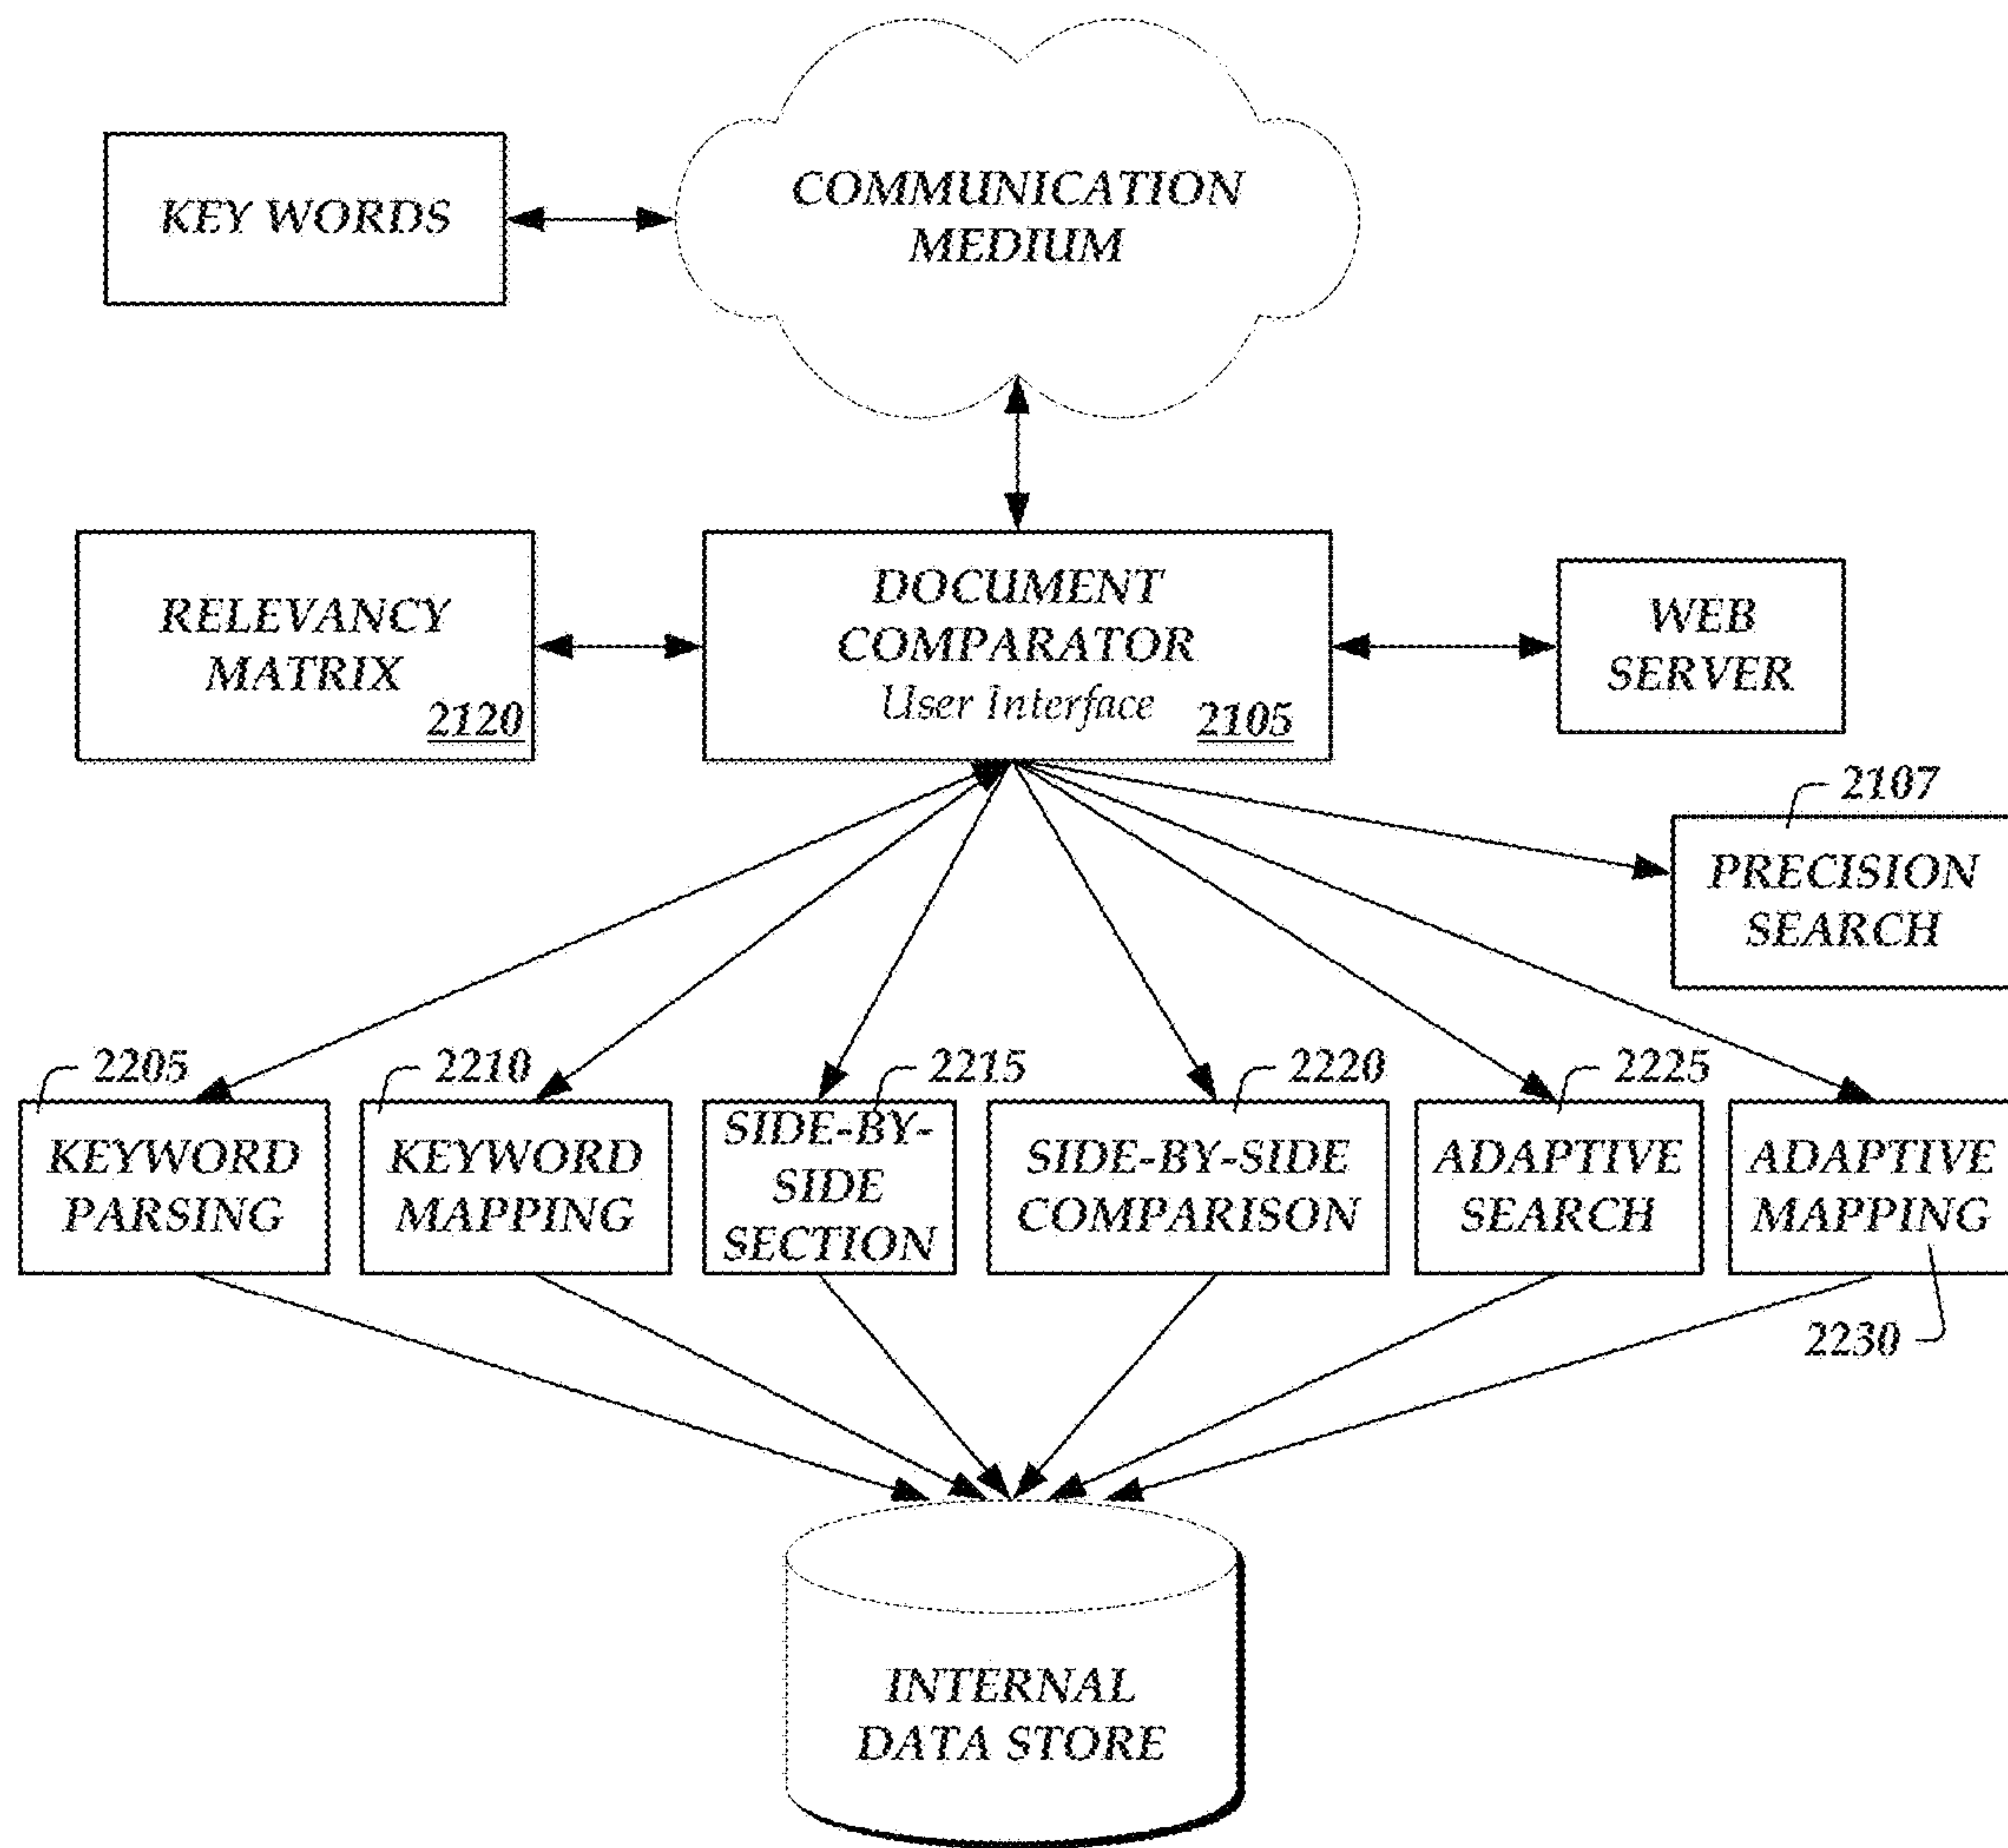 KEY WORDS
COMMUNICATION
MEDIUM
RELEVANCY
MATRIX
2120
DOCUMENT
COMPARATOR
User Interface
2105
WEB
SERVER
2107
PRECISION
SEARCH
2205
KEYWORD
PARSING
2210
KEYWORD
MAPPING
2215
SIDE-BY-
SIDE
SECTION
2220
SIDE-BY-SIDE
COMPARISON
2225
ADAPTIVE
SEARCH
ADAPTIVE
MAPPING
2230
INTERNAL
DATA STORE